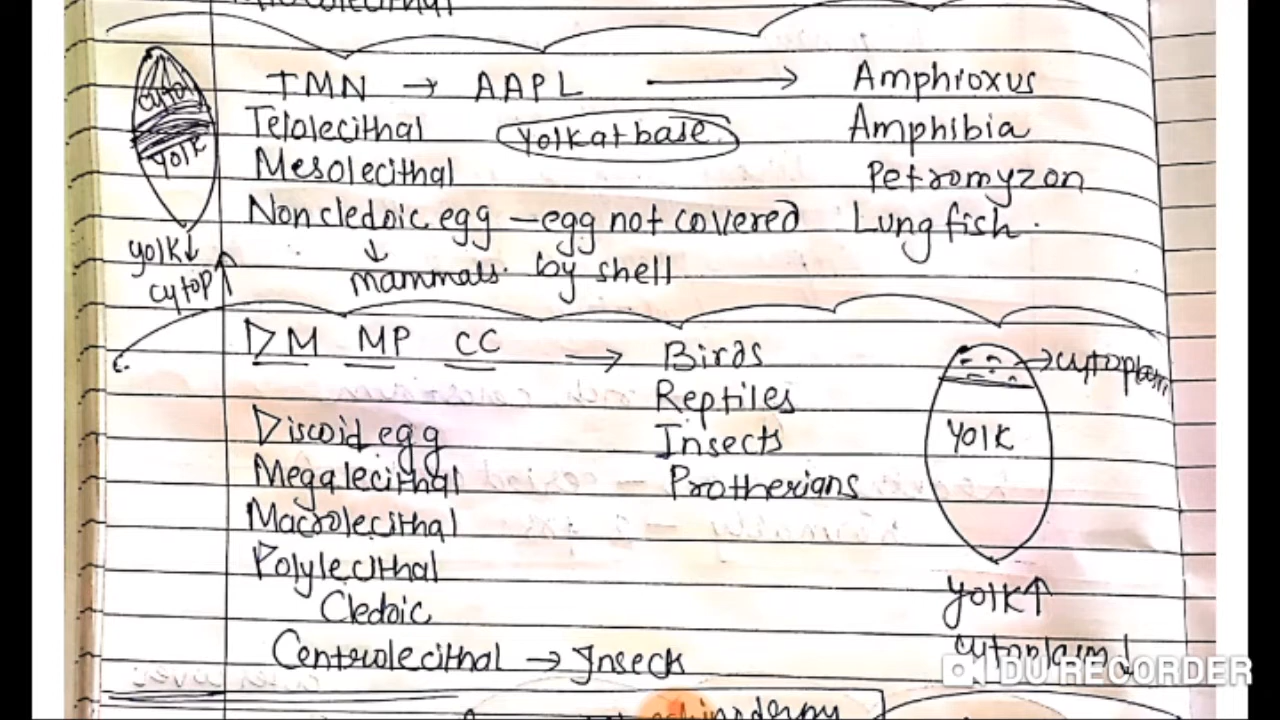 TMN → AAPL → Amphioxus
Telolecithal Yolk at base Amphibia
Mesolecithal Petromyzon
Noncledoic egg – egg not covered Lung fish.
↓ mammals. by shell
cytop
Yolk
yolk↓
cytop↑
DM MP CC → Birds
Reptiles
Discoid egg Insects
Megalecithal Protherians
Macrolecithal
Polylecithal
Cledoic
Centrolecithal → Insects
→ cytoplasm
Yolk
Yolk↑
cytoplasm↓
DU RECORDER